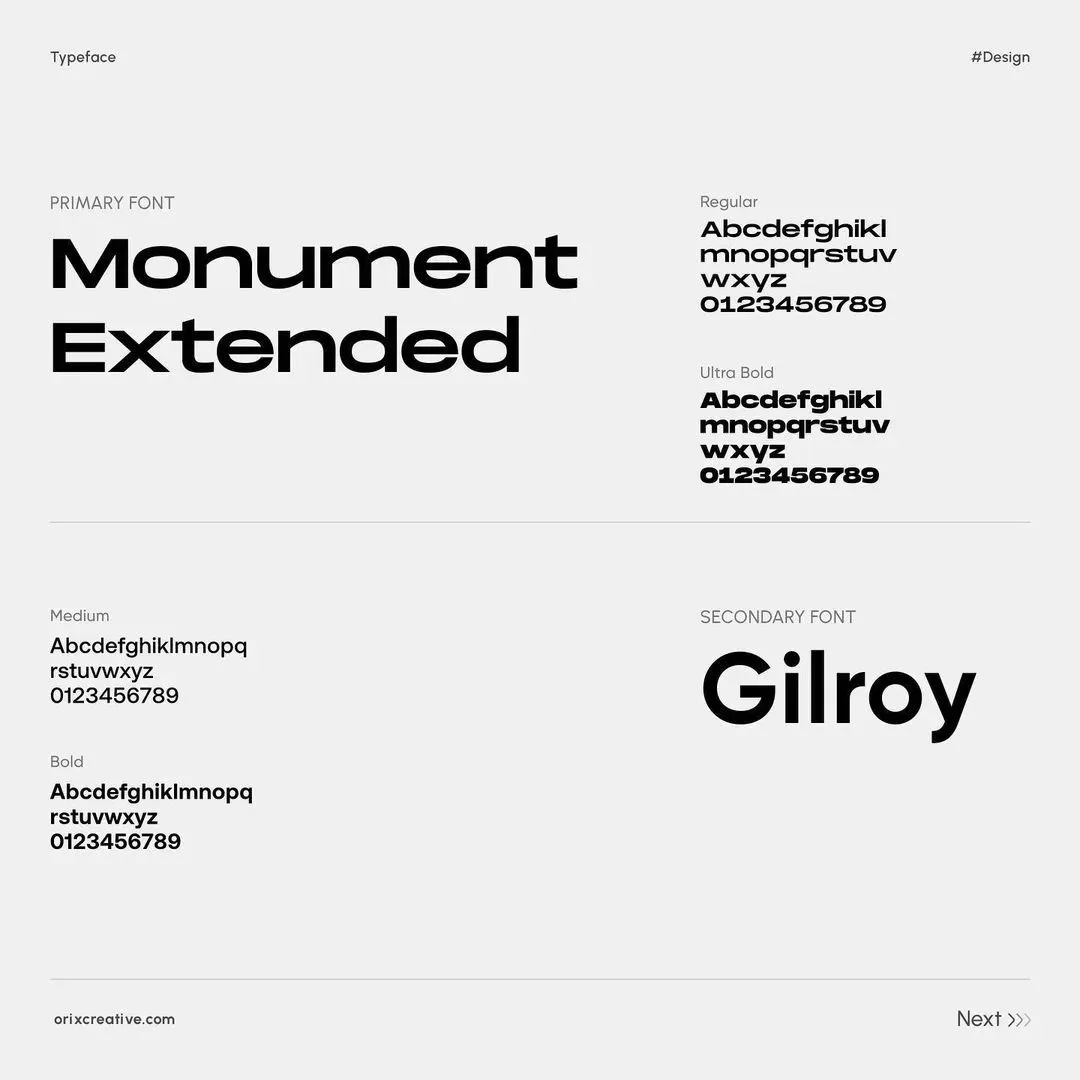 Typeface
#Design
PRIMARY FONT
Monument
Extended
Regular
Abcdefghikl
mnopqrstuv
wxyz
0123456789
Ultra Bold
Abcdefghikl
mnopqrstuv
wxyz
0123456789
Medium
Abcdefghiklmnopq
rstuvwxyz
0123456789
Bold
Abcdefghiklmnopq
rstuvwxyz
0123456789
SECONDARY FONT
Gilroy
orixcreative.com
Next >>>